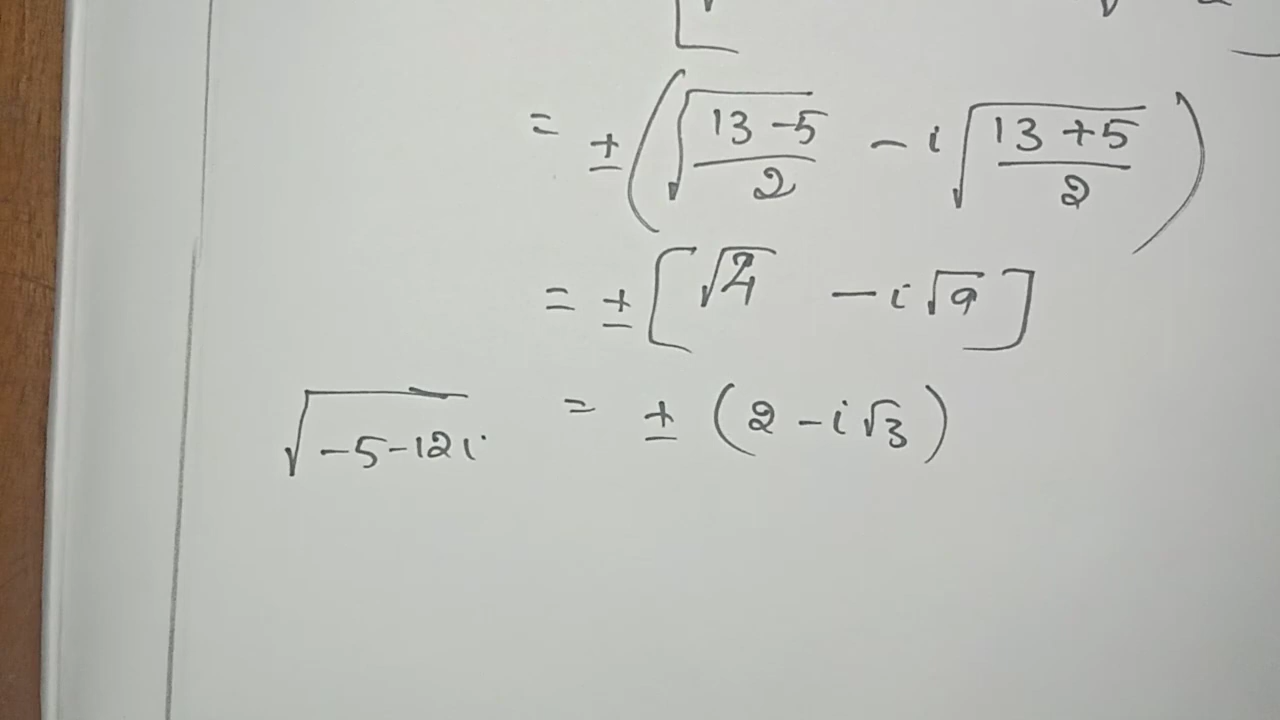 = ±(√((13-5)/2) - i√((13+5)/2))
= ±[√4 - i√9]
√(-5-12i) = ±(2 - i√3)